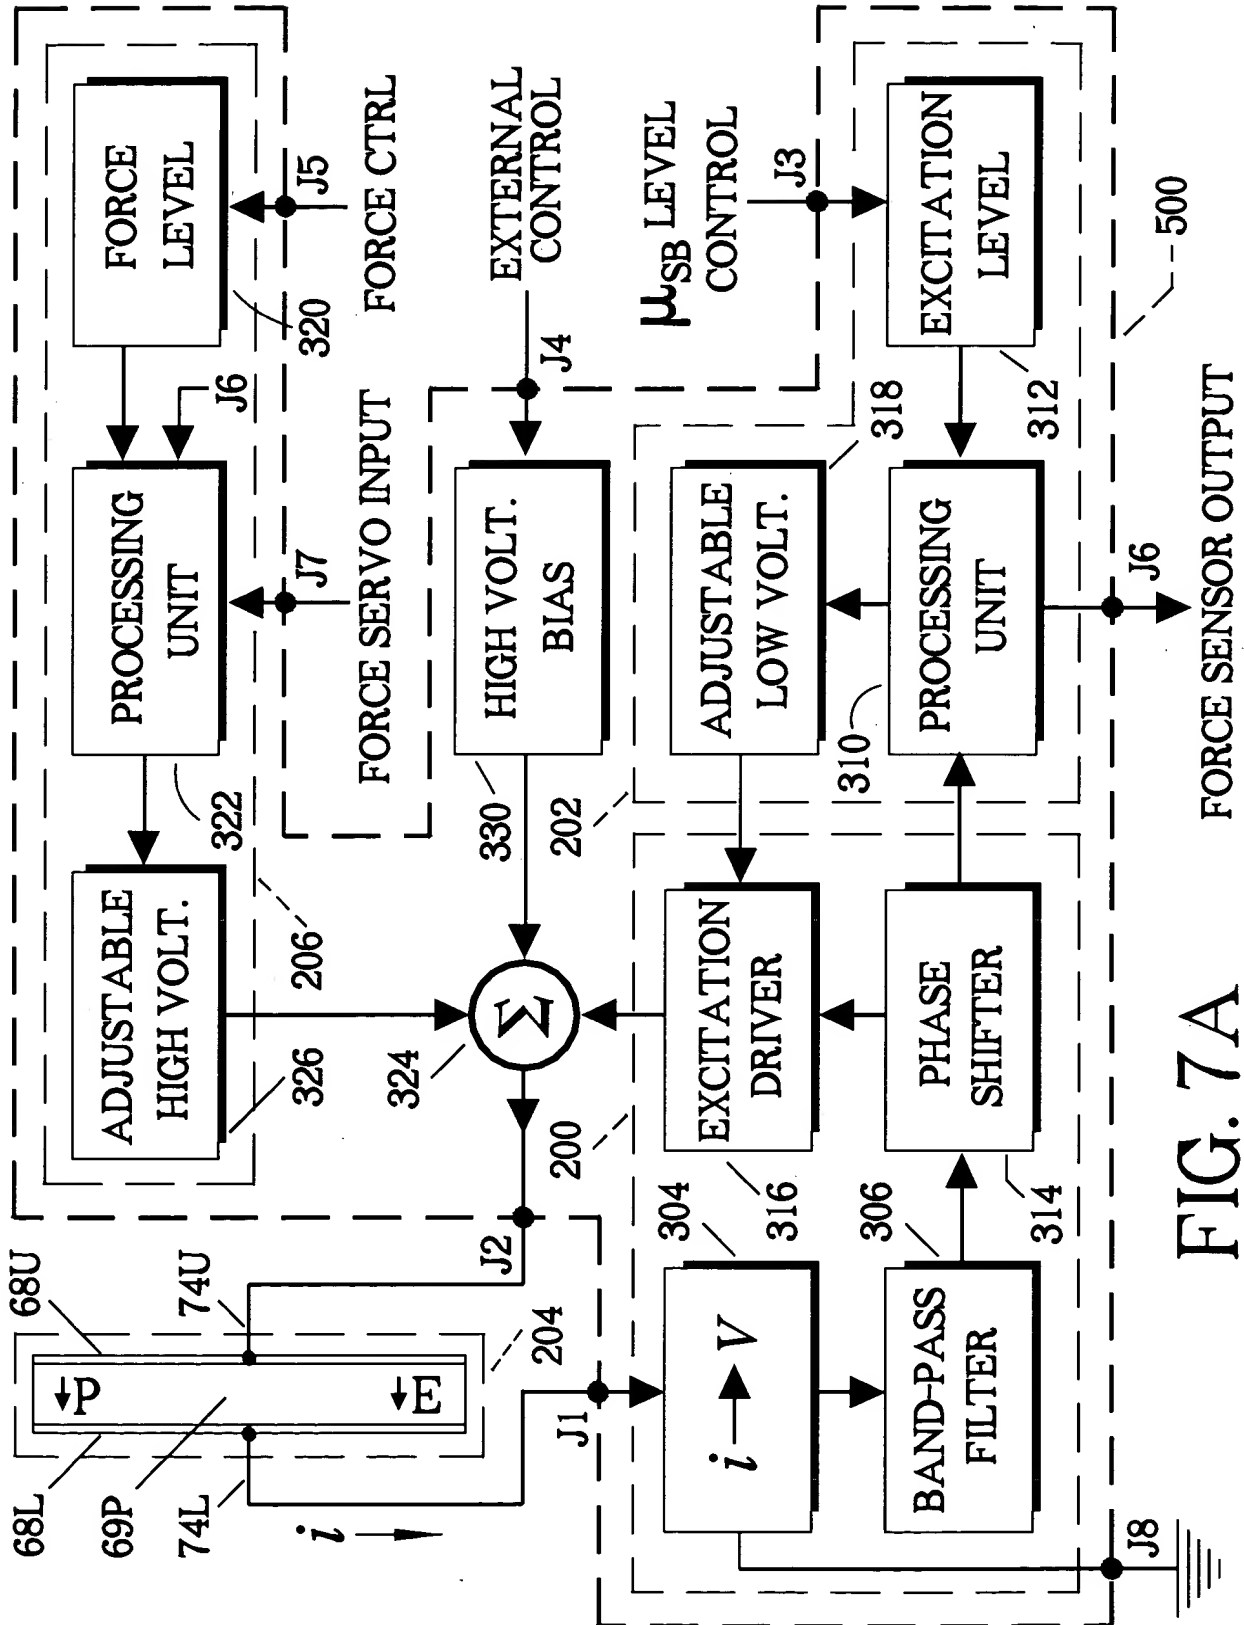 68L
69P
74L
i
68U
74U
P
E
204
J2
J1
ADJUSTABLE
HIGH VOLT.
326
206
322
PROCESSING
UNIT
J6
J7
FORCE SERVO INPUT
FORCE
LEVEL
320
J5
FORCE CTRL
324
Σ
330
HIGH VOLT.
BIAS
J4
EXTERNAL
CONTROL
200
202
304
i V
316
EXCITATION
DRIVER
ADJUSTABLE
LOW VOLT.
318
μSB LEVEL
CONTROL
J3
306
BAND-PASS
FILTER
314
PHASE
SHIFTER
310
PROCESSING
UNIT
312
EXCITATION
LEVEL
J8
J6
FORCE SENSOR OUTPUT
500
FIG. 7A